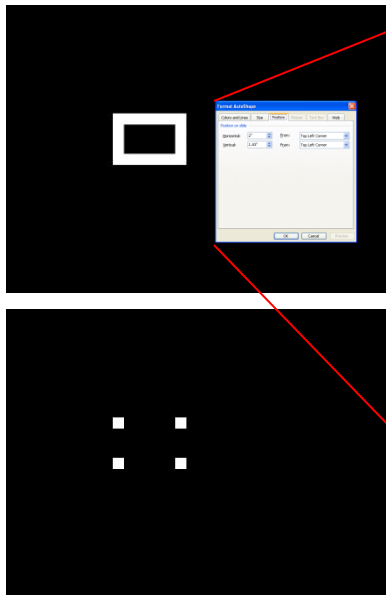 Format AutoShape
Colors and Lines Size Position Picture Text Box Web
Position on slide
Horizontal: 2" From: Top Left Corner
Vertical: From: Top Left Corner
OK Cancel Preview